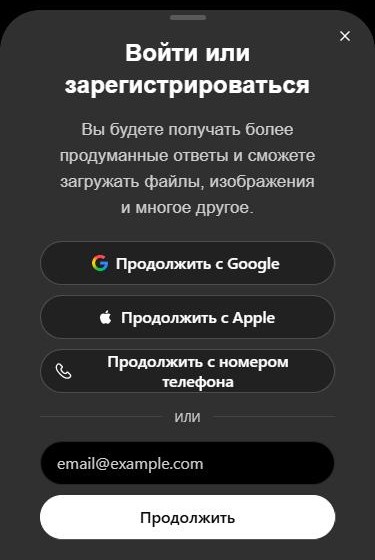 Войти или
зарегистрироваться
Вы будете получать более
продуманные ответы и сможете
загружать файлы, изображения
и многое другое.
Продолжить с Google
Продолжить с Apple
Продолжить с номером
телефона
ИЛИ
email@example.com
Продолжить